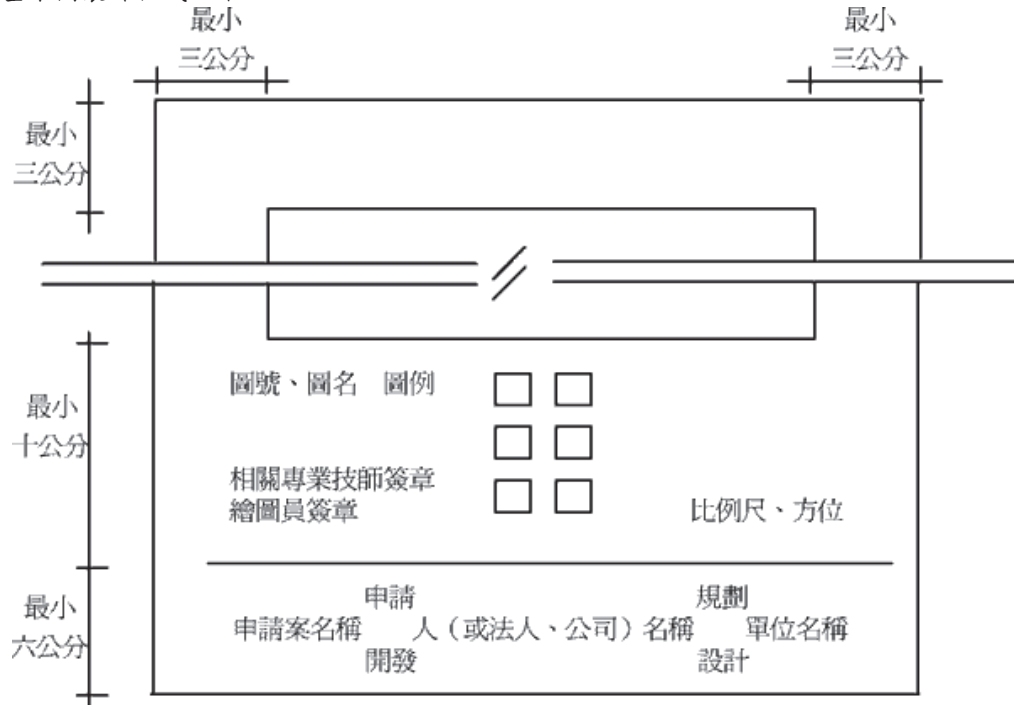 最小 最小
三公分 三公分
最小
三公分
圖號、圖名 圖例
最小
十公分
相關專業技師簽章
繪圖員簽章
比例尺、方位
申請 規劃
最小
申請案名稱 人（或法人、公司）名稱 單位名稱
六公分
開發 設計